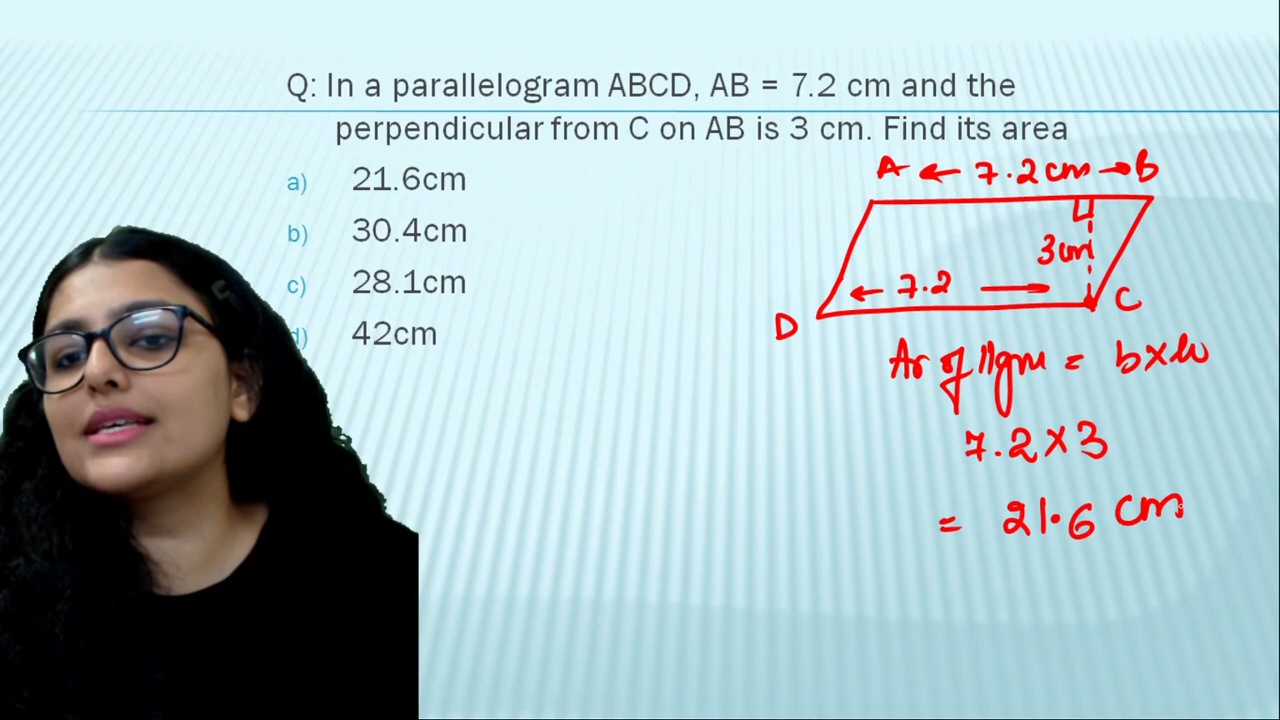 Q: In a parallelogram ABCD, AB = 7.2 cm and the
perpendicular from C on AB is 3 cm. Find its area
a) 21.6cm
b) 30.4cm
c) 28.1cm
d) 42cm
A ← 7.2cm → B
3cm
← 7.2 →
D
C
Ar of llgm = b×h
7.2×3
= 21.6 cm